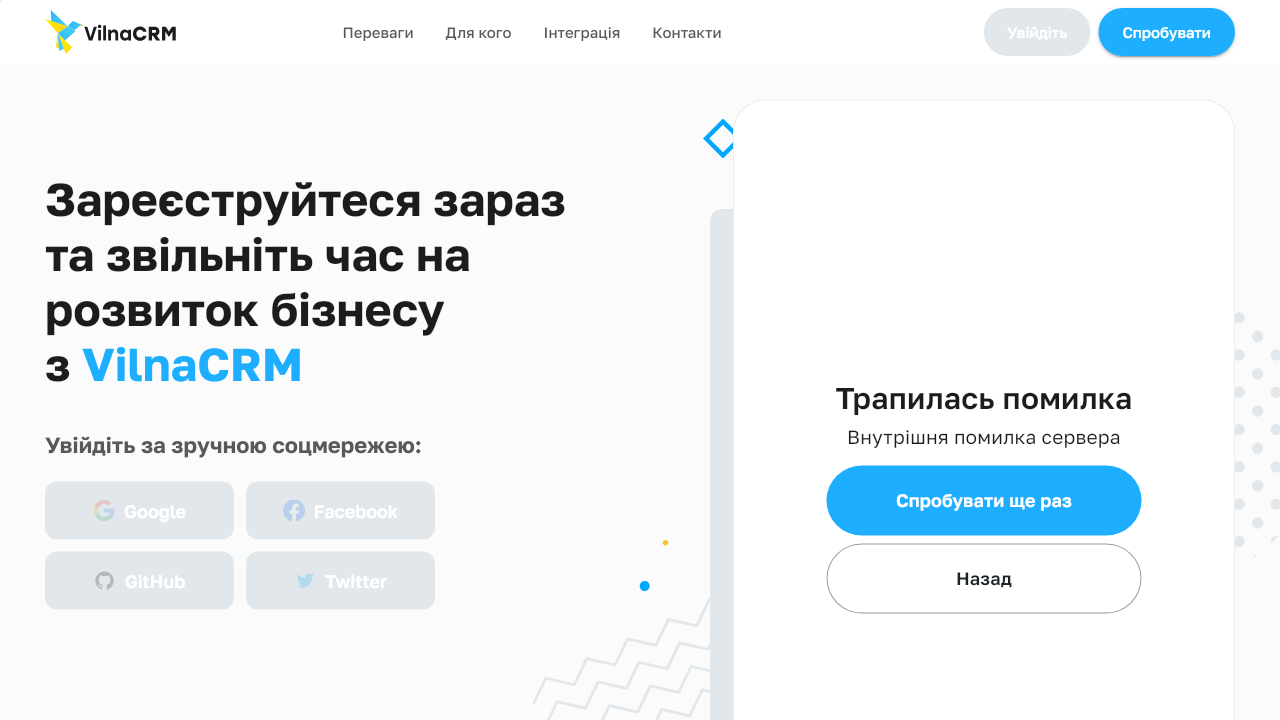 VilnaCRM
Переваги
Для кого
Інтеграція
Контакти
Увійдіть
Спробувати
Зареєструйтеся зараз
та звільніть час на
розвиток бізнесу
з VilnaCRM
Увійдіть за зручною соцмережею:
Google
Facebook
GitHub
Twitter
Трапилась помилка
Внутрішня помилка сервера
Спробувати ще раз
Назад